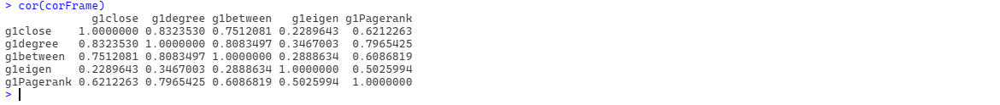 > cor(corFrame)
g1close g1degree g1between g1eigen g1Pagerank
g1close 1.0000000 0.8323530 0.7512081 0.2289643 0.6212263
g1degree 0.8323530 1.0000000 0.8083497 0.3467003 0.7965425
g1between 0.7512081 0.8083497 1.0000000 0.2888634 0.6086819
g1eigen 0.2289643 0.3467003 0.2888634 1.0000000 0.5025994
g1Pagerank 0.6212263 0.7965425 0.6086819 0.5025994 1.0000000
>